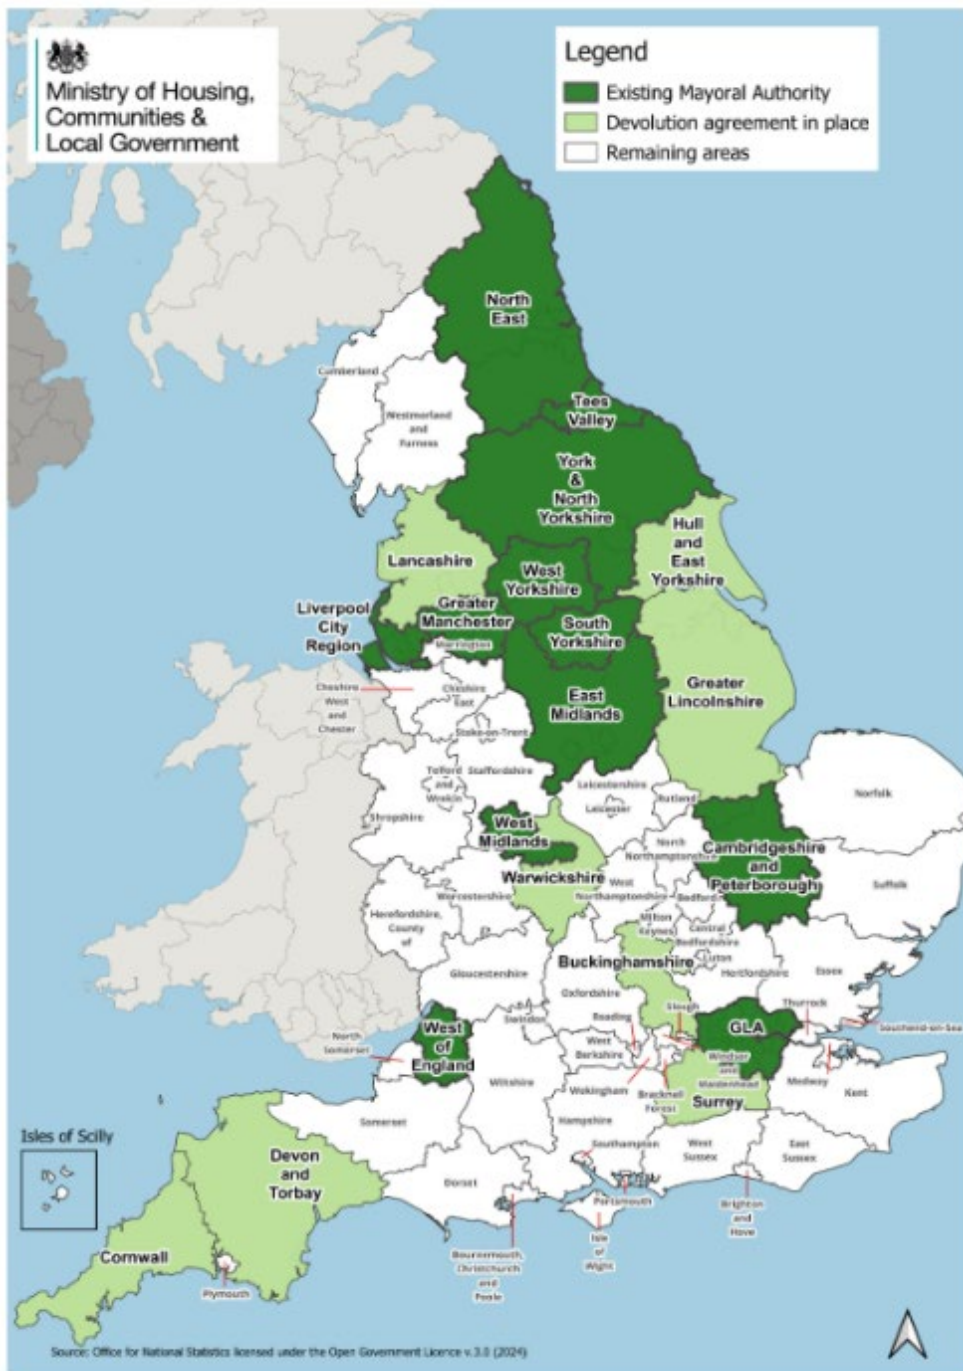 Ministry of Housing,
Communities &
Local Government
Legend
Existing Mayoral Authority
Devolution agreement in place
Remaining areas
North
East
Cumberland
Westmorland
and
Furness
Tees
Valley
York
&
North
Yorkshire
Hull
and
East
Yorkshire
Lancashire
West
Yorkshire
Liverpool
City
Region
Greater
Manchester
South
Yorkshire
Warrington
Cheshire
West
and
Chester
Cheshire
East
Stoke-on-Trent
East
Midlands
Greater
Lincolnshire
Telford
and
Wrekin
Staffordshire
Shropshire
Leicestershire
Leicester
Rutland
Norfolk
West
Midlands
North
Northamptonshire
Cambridgeshire
and
Peterborough
Suffolk
Warwickshire
West
Northamptonshire
Worcestershire
Bedford
Herefordshire,
County
of
Milton
Keynes
Central
Bedfordshire
Luton
Gloucestershire
Buckinghamshire
Hertfordshire
Essex
Oxfordshire
Slough
Thurrock
Southend-on-Sea
Reading
GLA
North
Somerset
West
of
England
Swindon
West
Berkshire
Windsor
and
Maidenhead
Wiltshire
Wokingham
Bracknell
Forest
Surrey
Medway
Kent
Somerset
Hampshire
Southampton
West
Sussex
East
Sussex
Isles of Scilly
Devon
and
Torbay
Dorset
Portsmouth
Brighton
and
Hove
Isle
of
Wight
Cornwall
Plymouth
Bournemouth,
Christchurch
and
Poole
Source: Office for National Statistics licensed under the Open Government Licence v.3.0 (2024)